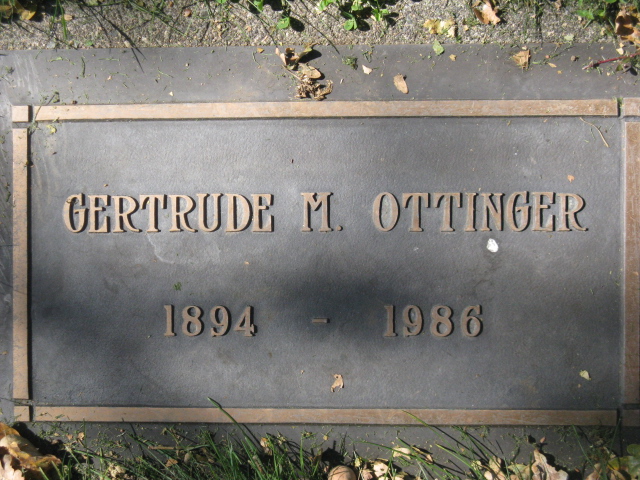 GERTRUDE M. OTTINGER
1894 - 1986